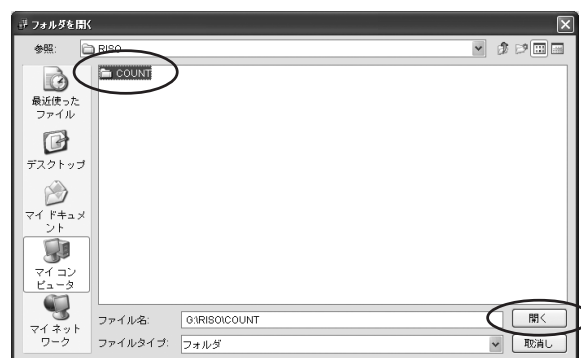 フォルダを開く
参照:
RISO
COUNT
最近使った
ファイル
デスクトップ
マイ ドキュメ
ント
マイ コン
ピュータ
マイ ネット
ワーク
ファイル名:
G:\RISO\COUNT
開く
ファイルタイプ:
フォルダ
取消し